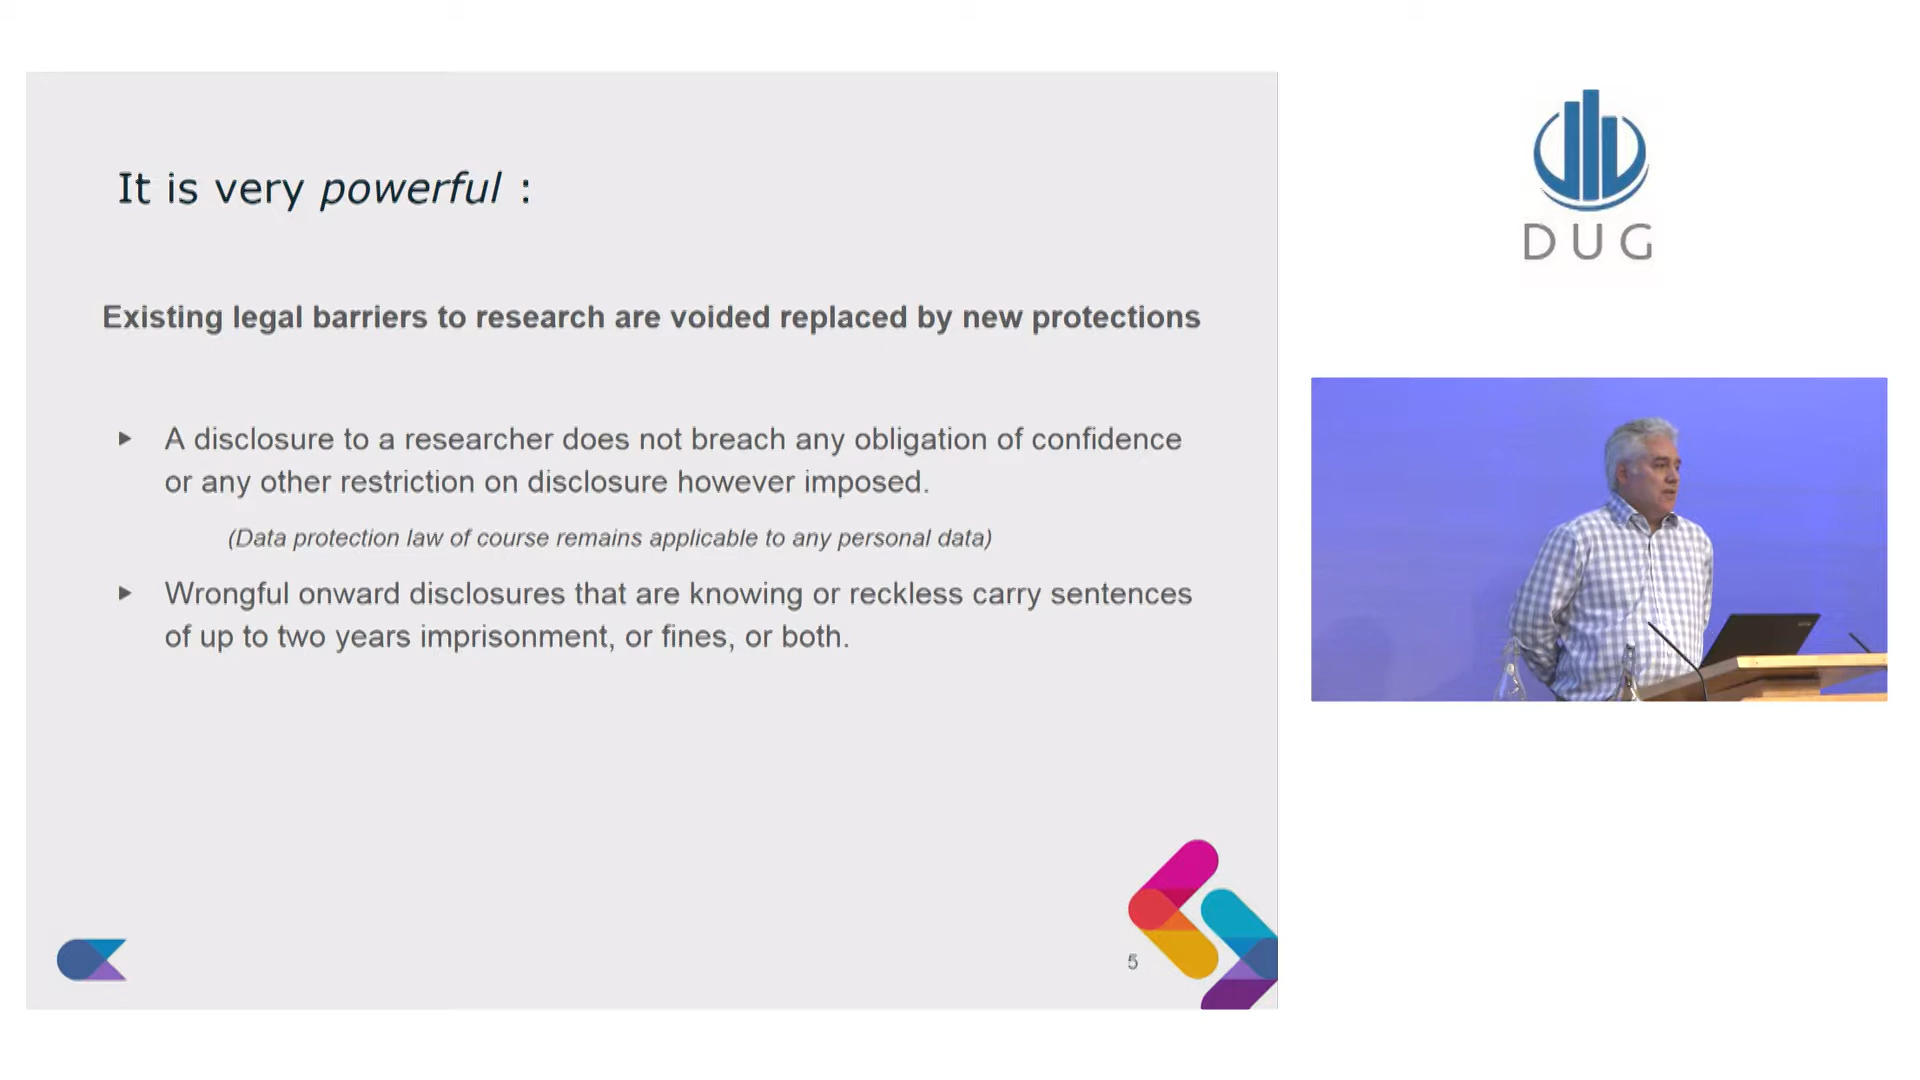 It is very powerful :
Existing legal barriers to research are voided replaced by new protections
A disclosure to a researcher does not breach any obligation of confidence
or any other restriction on disclosure however imposed.
(Data protection law of course remains applicable to any personal data)
Wrongful onward disclosures that are knowing or reckless carry sentences
of up to two years imprisonment, or fines, or both.
5
DUG